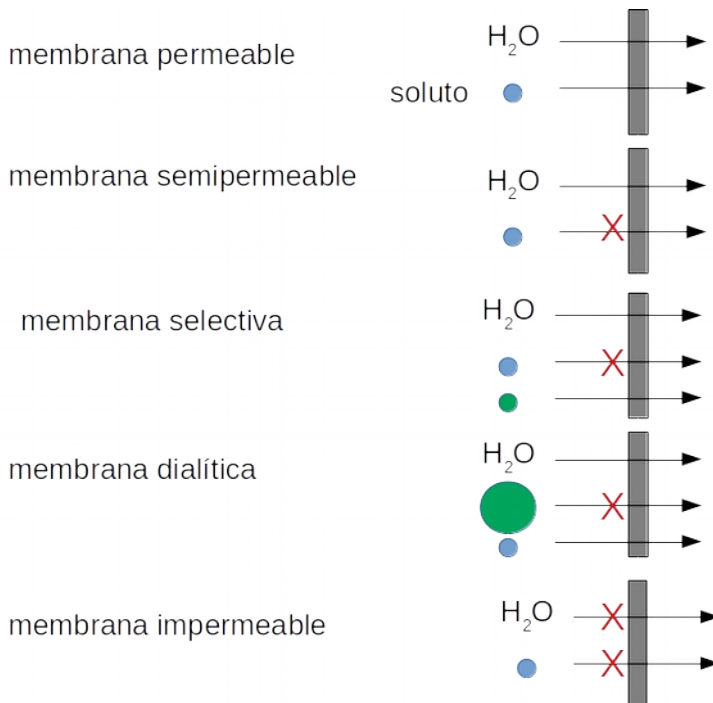 membrana permeable
H₂O
soluto
membrana semipermeable
H₂O
X
membrana selectiva
H₂O
X
membrana dialítica
H₂O
X
membrana impermeable
H₂O
X
X